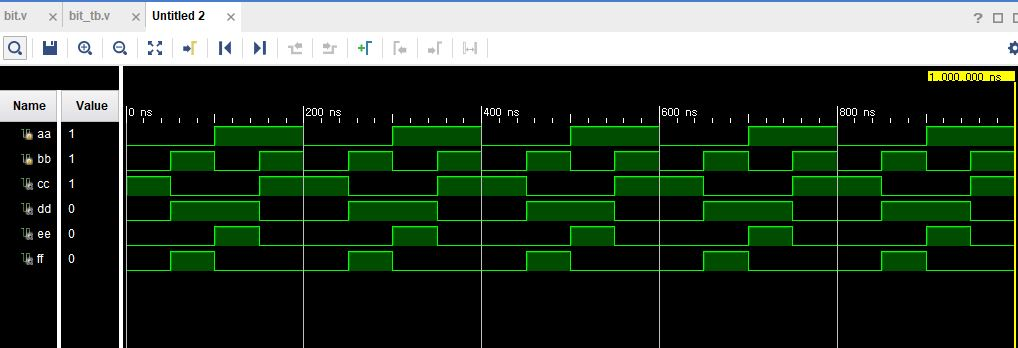 bit.v × bit_tb.v × Untitled 2 × ? 
1,000.000 ns
Name Value 0 ns 200 ns 400 ns 600 ns 800 ns
aa 1
bb 1
cc 1
dd 0
ee 0
ff 0